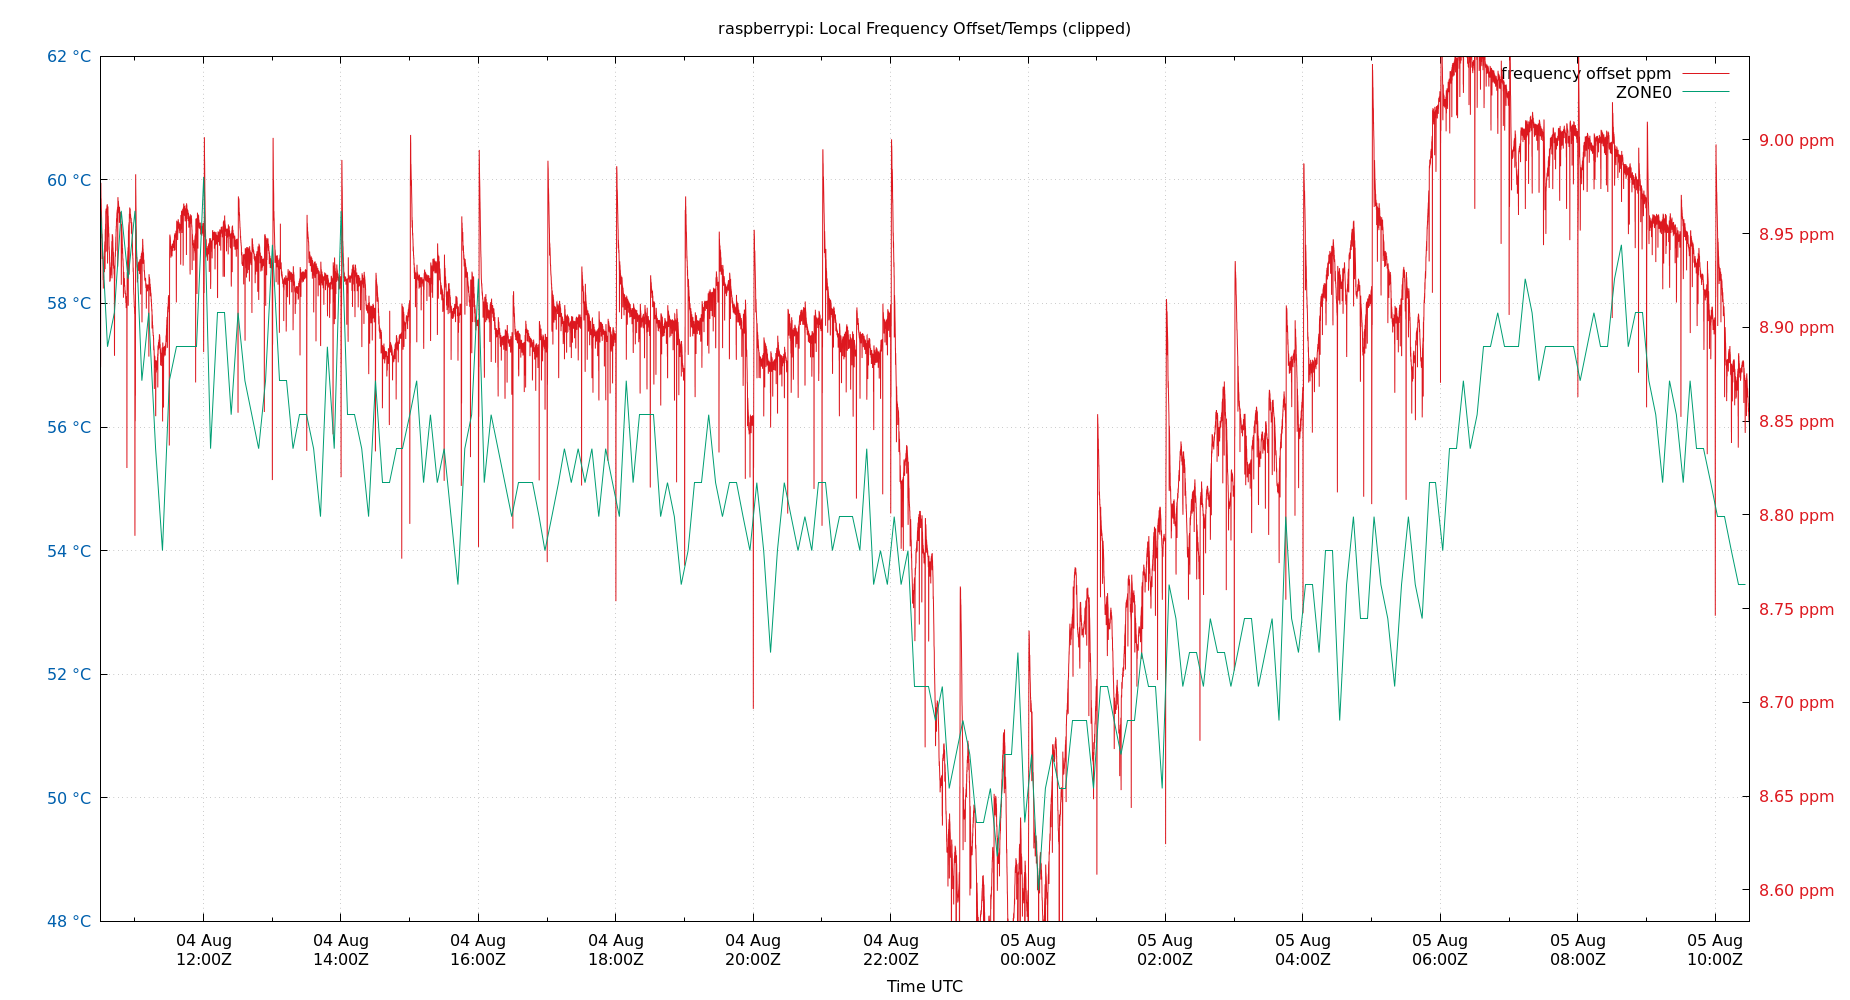 raspberrypi: Local Frequency Offset/Temps (clipped)
62 °C
60 °C
58 °C
56 °C
54 °C
52 °C
50 °C
48 °C
frequency offset ppm
ZONE0
9.00 ppm
8.95 ppm
8.90 ppm
8.85 ppm
8.80 ppm
8.75 ppm
8.70 ppm
8.65 ppm
8.60 ppm
04 Aug
12:00Z
04 Aug
14:00Z
04 Aug
16:00Z
04 Aug
18:00Z
04 Aug
20:00Z
04 Aug
22:00Z
05 Aug
00:00Z
05 Aug
02:00Z
05 Aug
04:00Z
05 Aug
06:00Z
05 Aug
08:00Z
05 Aug
10:00Z
Time UTC